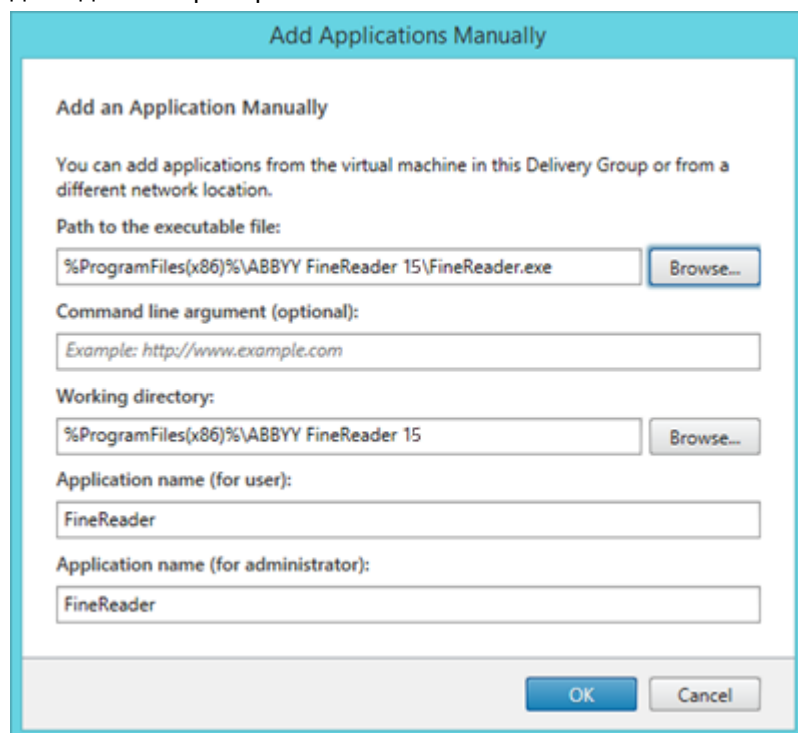 Add Applications Manually
Add an Application Manually
You can add applications from the virtual machine in this Delivery Group or from a
different network location.
Path to the executable file:
%ProgramFiles(x86)%\ABBYY FineReader 15\FineReader.exe
Browse...
Command line argument (optional):
Example: http://www.example.com
Working directory:
%ProgramFiles(x86)%\ABBYY FineReader 15
Browse...
Application name (for user):
FineReader
Application name (for administrator):
FineReader
OK
Cancel